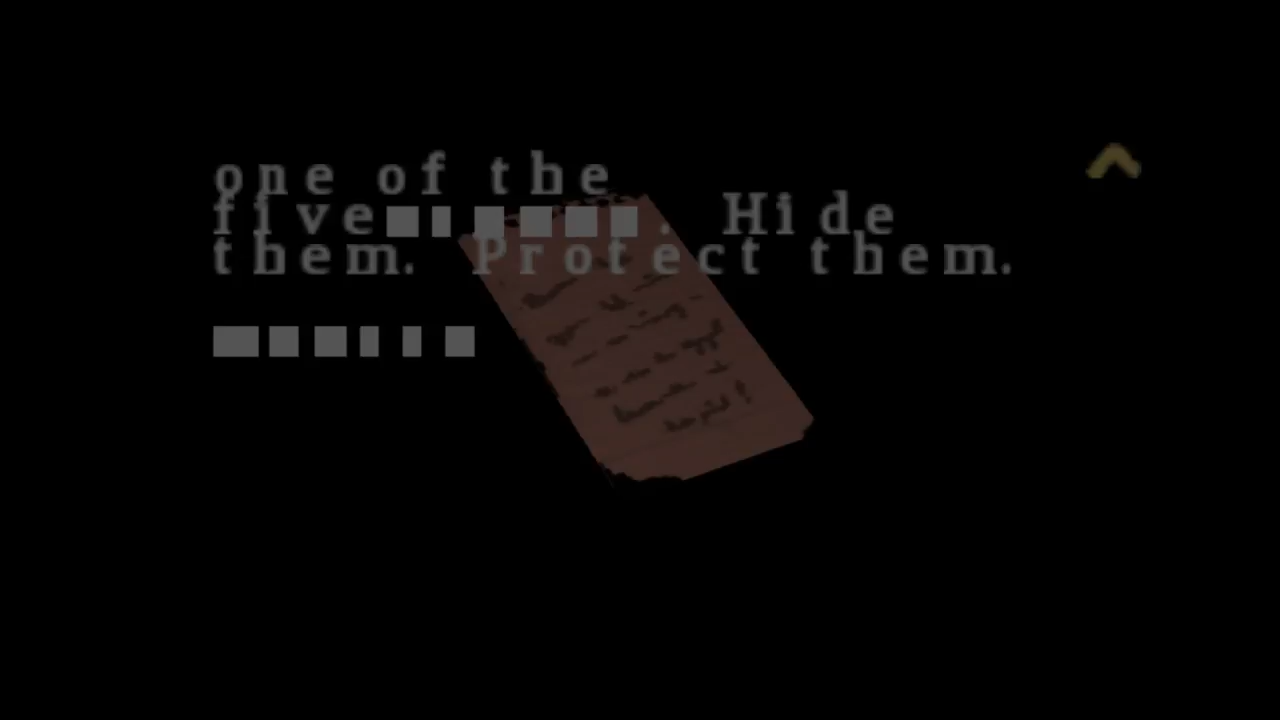 one of the
five■■■■■■. Hide
them. Protect them.
■■■■■■